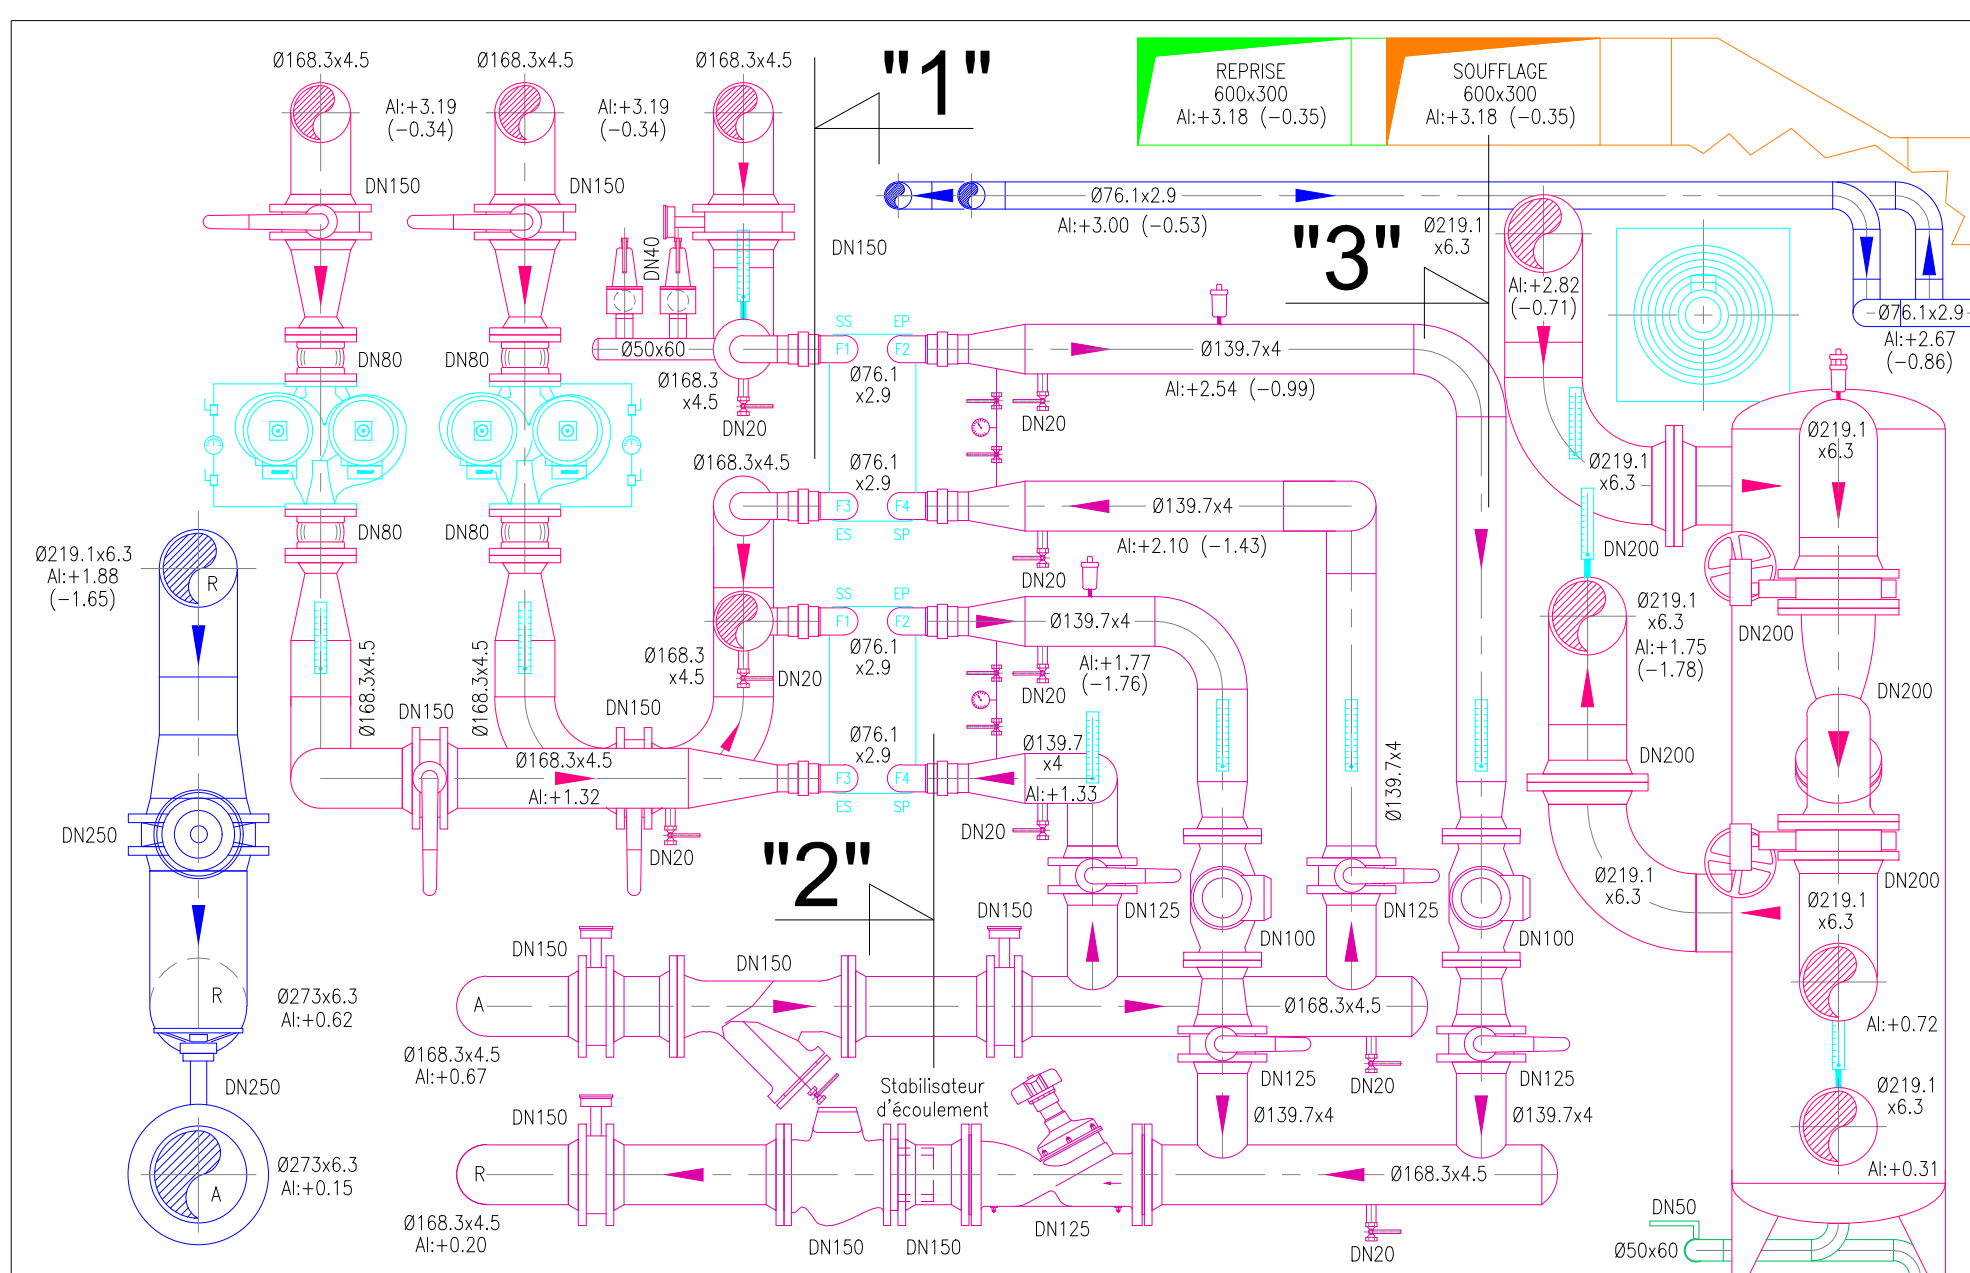 Ø168.3x4.5
Ø168.3x4.5
Ø168.3x4.5
"1"
REPRISE
600x300
Al:+3.18 (−0.35)
SOUFFLAGE
600x300
Al:+3.18 (−0.35)
Al:+3.19
(−0.34)
Al:+3.19
(−0.34)
DN150
DN150
Ø76.1x2.9
Al:+3.00 (−0.53)
DN40
DN150
"3"
Ø219.1
x6.3
Al:+2.82
(−0.71)
Ø76.1x2.9
Al:+2.67
(−0.86)
SS
EP
F1
F2
DN80
DN80
Ø50x60
Ø168.3
x4.5
Ø76.1
x2.9
Ø139.7x4
Al:+2.54 (−0.99)
DN20
DN20
Ø219.1
x6.3
Ø168.3x4.5
Ø76.1
x2.9
Ø219.1
x6.3
F3
F4
ES
SP
Ø139.7x4
Al:+2.10 (−1.43)
DN80
DN80
DN200
DN20
Ø219.1x6.3
Al:+1.88
(−1.65)
R
SS
EP
F1
F2
Ø139.7x4
Ø219.1
x6.3
Al:+1.75
(−1.78)
DN200
Ø168.3x4.5
Ø168.3x4.5
Ø168.3
x4.5
DN20
Ø76.1
x2.9
Al:+1.77
(−1.76)
DN20
DN200
DN150
DN150
Ø76.1
x2.9
Ø139.7
x4
Ø139.7x4
DN200
Ø168.3x4.5
Al:+1.32
F3
F4
ES
SP
Al:+1.33
DN250
DN20
DN20
"2"
Ø219.1
x6.3
DN200
DN150
DN125
DN125
Ø219.1
x6.3
DN150
DN150
DN100
DN100
R
Ø273x6.3
Al:+0.62
A
Ø168.3x4.5
Al:+0.72
Ø168.3x4.5
Al:+0.67
DN250
Stabilisateur
d'écoulement
DN125
DN20
DN125
Ø219.1
x6.3
DN150
Ø139.7x4
Ø139.7x4
Ø273x6.3
Al:+0.15
A
R
Ø168.3x4.5
Al:+0.31
Ø168.3x4.5
Al:+0.20
DN150
DN150
DN125
DN20
DN50
Ø50x60